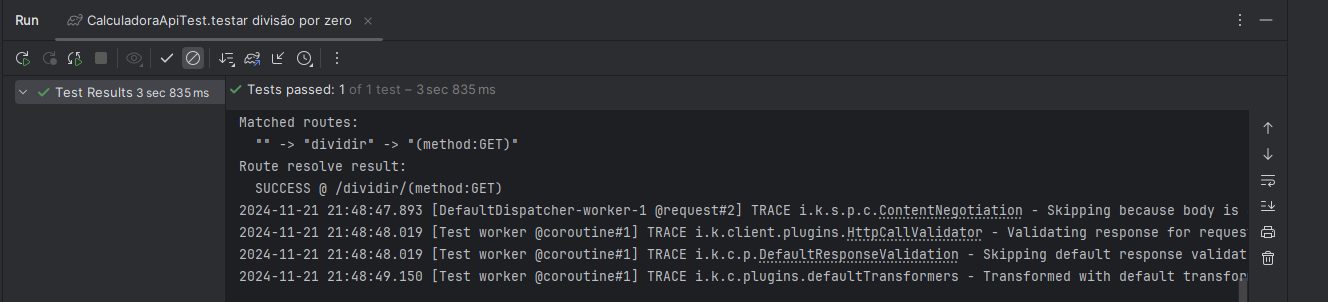 Run CalculadoraApiTest.testar divisão por zero
Test Results 3 sec 835 ms
Tests passed: 1 of 1 test – 3 sec 835 ms
Matched routes:
"" -> "dividir" -> "(method:GET)"
Route resolve result:
SUCCESS @ /dividir/(method:GET)
2024-11-21 21:48:47.893 [DefaultDispatcher-worker-1 @request#2] TRACE i.k.s.p.c.ContentNegotiation - Skipping because body is
2024-11-21 21:48:48.019 [Test worker @coroutine#1] TRACE i.k.client.plugins.HttpCallValidator - Validating response for reques
2024-11-21 21:48:48.019 [Test worker @coroutine#1] TRACE i.k.c.p.DefaultResponseValidation - Skipping default response validat
2024-11-21 21:48:49.150 [Test worker @coroutine#1] TRACE i.k.c.plugins.defaultTransformers - Transformed with default transfor